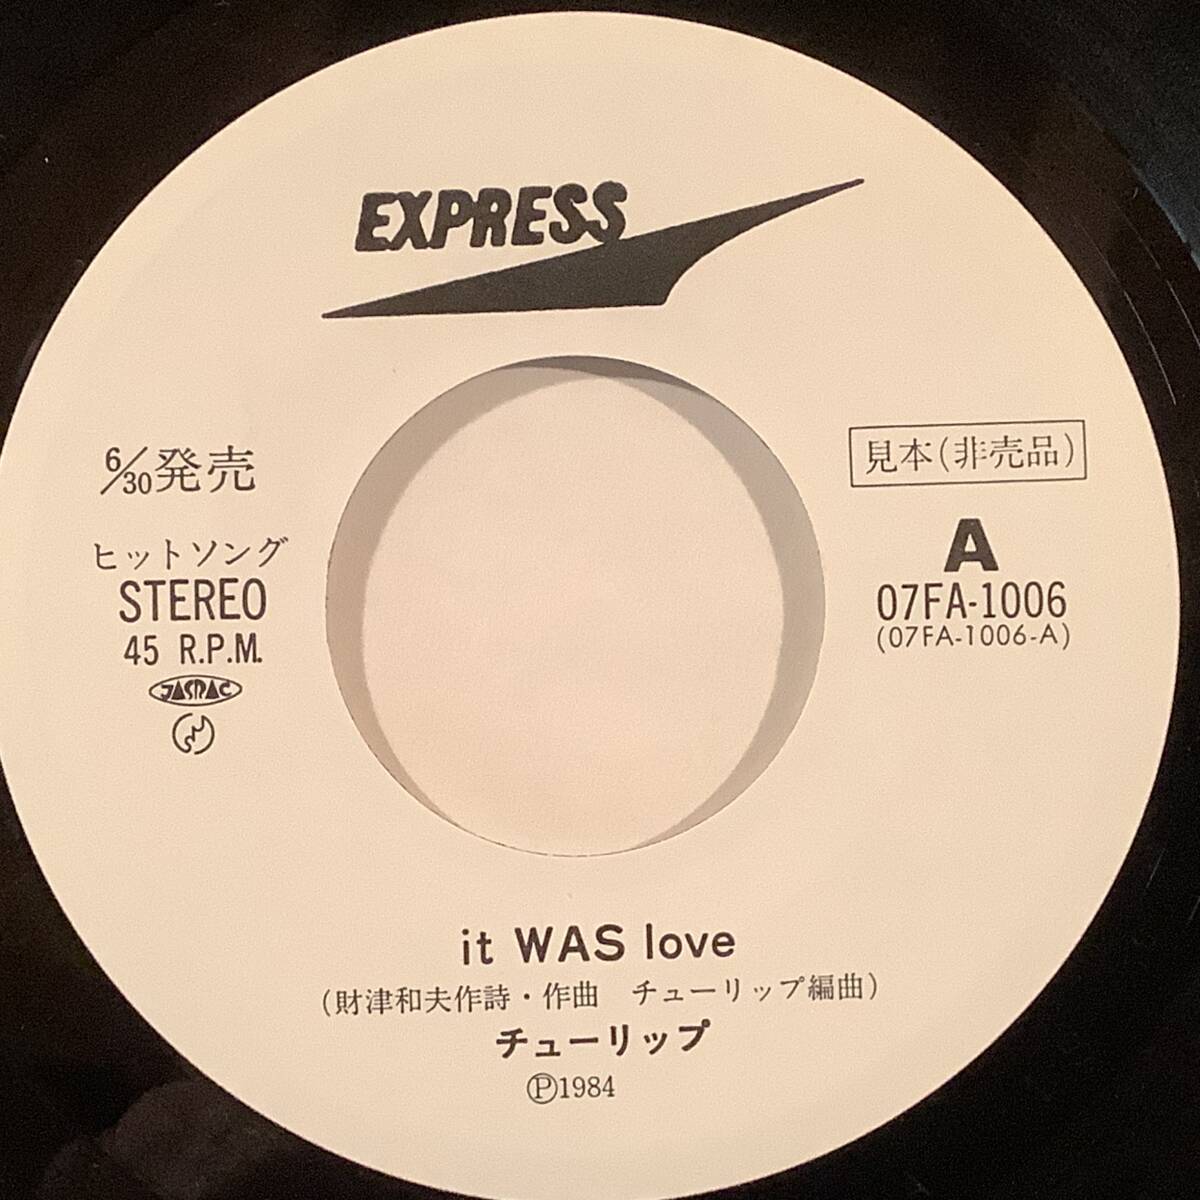 EXPRESS
6/30発売
ヒットソング
STEREO
45 R.P.M.
JASRAC
見本(非売品)
A
07FA-1006
(07FA-1006-A)
it WAS love
(財津和夫作詩・作曲 チューリップ編曲)
チューリップ
Ⓟ1984